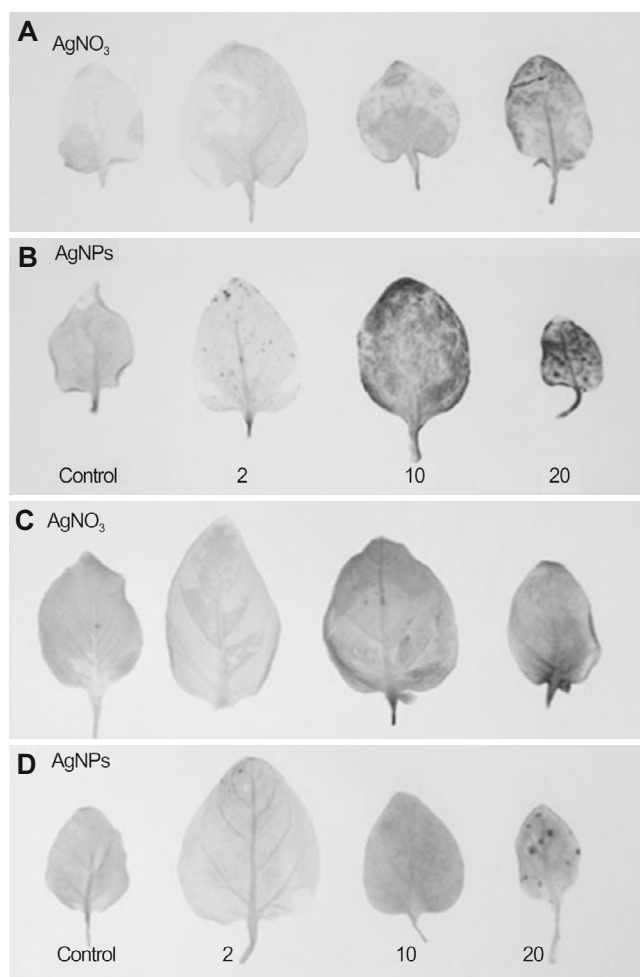 A
AgNO₃
B
AgNPs
Control 2 10 20
C
AgNO₃
D
AgNPs
Control 2 10 20